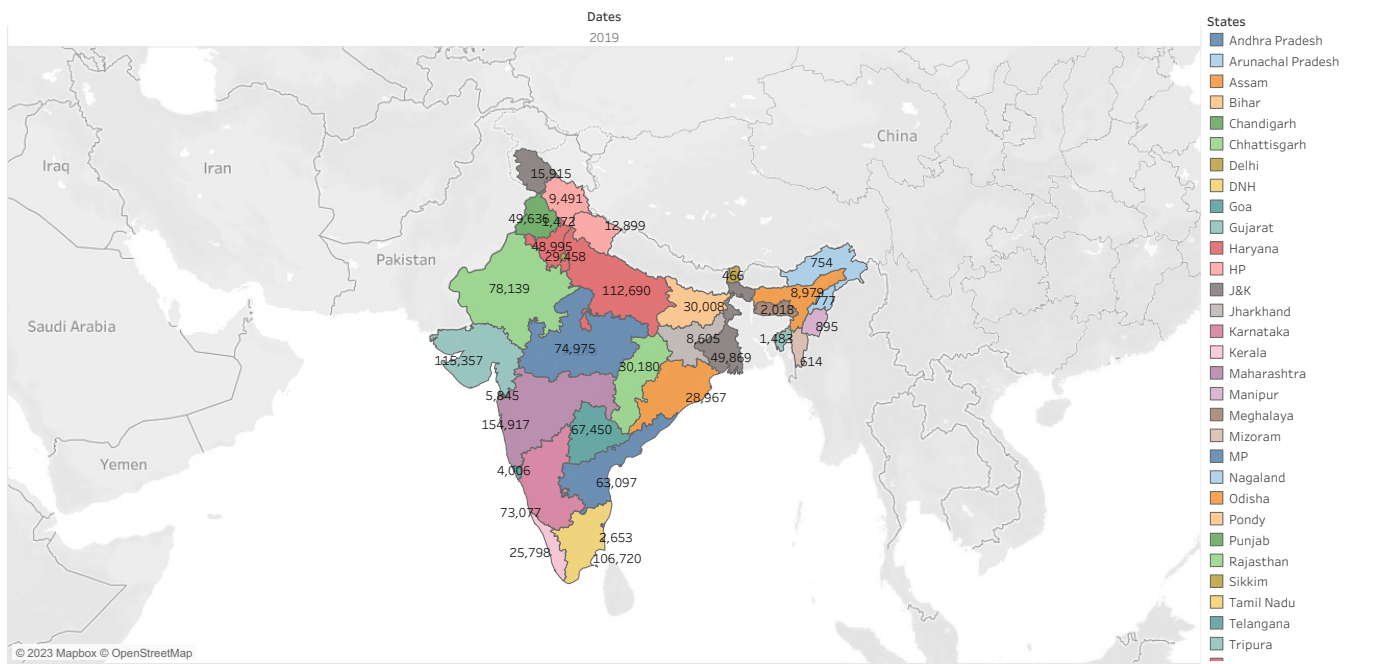 Dates
States
2019
Andhra Pradesh
Arunachal Pradesh
Assam
Bihar
Chandigarh
Chhattisgarh
Delhi
DNH
Goa
Gujarat
Haryana
HP
J&K
Jharkhand
Karnataka
Kerala
Maharashtra
Manipur
Meghalaya
Mizoram
MP
Nagaland
Odisha
Pondy
Punjab
Rajasthan
Sikkim
Tamil Nadu
Telangana
Tripura
China
Iraq
Iran
Pakistan
Saudi Arabia
Yemen
15,915
9,491
49,636
1,472
12,899
48,995
29,458
78,139
112,690
466
754
30,008
8,979
777
2,018
895
1,483
614
8,605
49,869
74,975
115,357
30,180
5,845
28,967
154,917
67,450
4,006
63,097
73,077
25,798
2,653
106,720
© 2023 Mapbox © OpenStreetMap